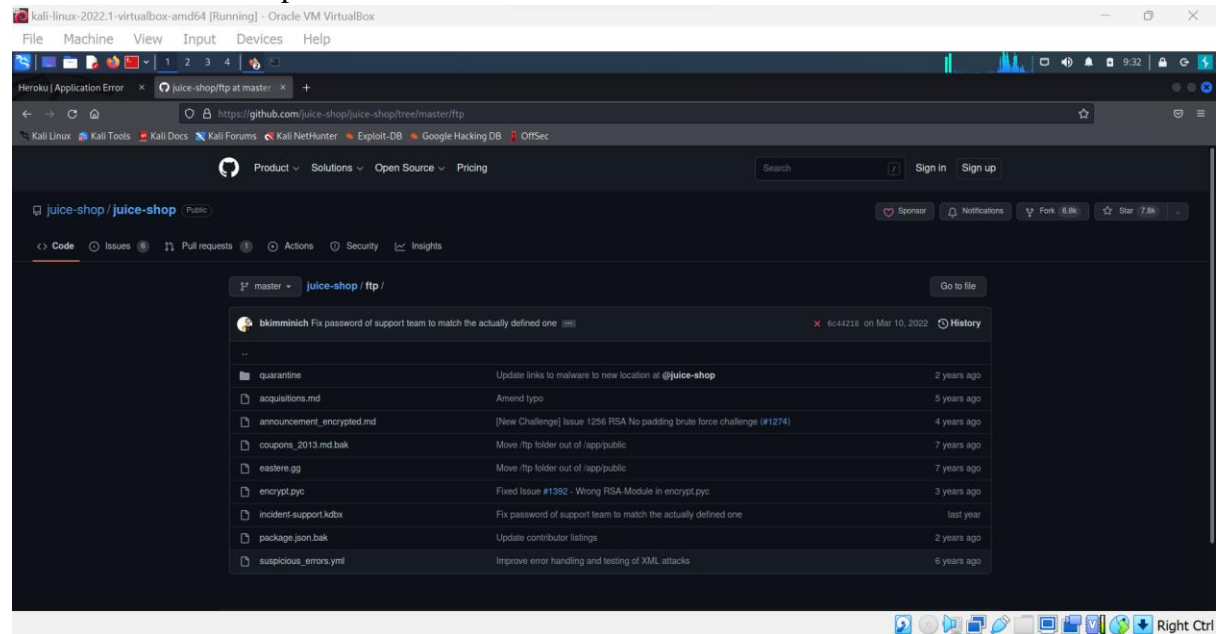 kali-linux-2022.1-virtualbox-amd64 [Running] - Oracle VM VirtualBox
File Machine View Input Devices Help
1 2 3 4 9:32
Heroku | Application Error × juice-shop/ftp at master · × +
https://github.com/juice-shop/juice-shop/tree/master/ftp
Kali Linux Kali Tools Kali Docs Kali Forums Kali NetHunter Exploit-DB Google Hacking DB OffSec
Product Solutions Open Source Pricing Search / Sign in Sign up
juice-shop / juice-shop Public Sponsor Notifications Fork 6.8k Star 7.8k
<> Code Issues 6 Pull requests 1 Actions Security Insights
master juice-shop / ftp / Go to file
bkimminich Fix password of support team to match the actually defined one ... × 6c44218 on Mar 10, 2022 History
..
quarantine Update links to malware to new location at @juice-shop 2 years ago
acquisitions.md Amend typo 5 years ago
announcement_encrypted.md [New Challenge] Issue 1256 RSA No padding brute force challenge (#1274) 4 years ago
coupons_2013.md.bak Move /ftp folder out of /app/public 7 years ago
eastere.gg Move /ftp folder out of /app/public 7 years ago
encrypt.pyc Fixed Issue #1392 - Wrong RSA-Module in encrypt.pyc 3 years ago
incident-support.kdbx Fix password of support team to match the actually defined one last year
package.json.bak Update contributor listings 2 years ago
suspicious_errors.yml Improve error handling and testing of XML attacks 6 years ago
Right Ctrl